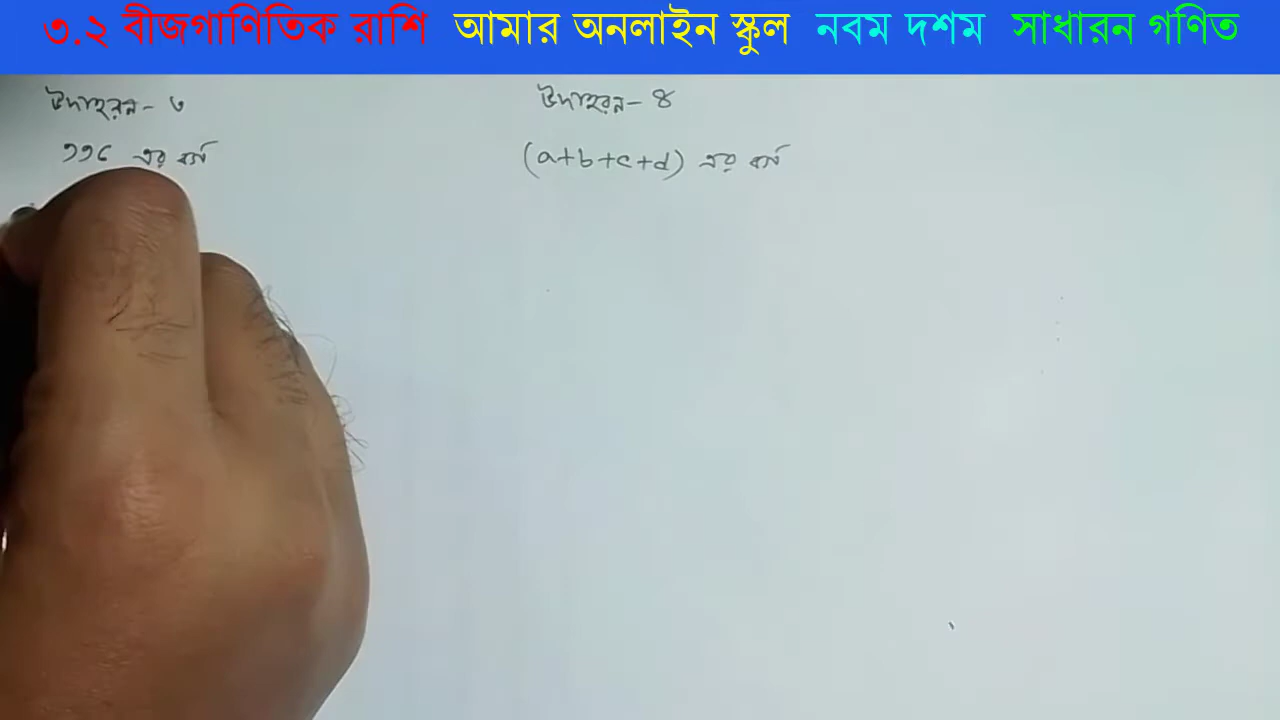 ৩.২ বীজগাণিতিক রাশি আমার অনলাইন স্কুল নবম দশম সাধারন গণিত
উদাহরন - ৩
১১৫ এর বর্গ
উদাহরন - ৪
(a+b+c+d) এর বর্গ